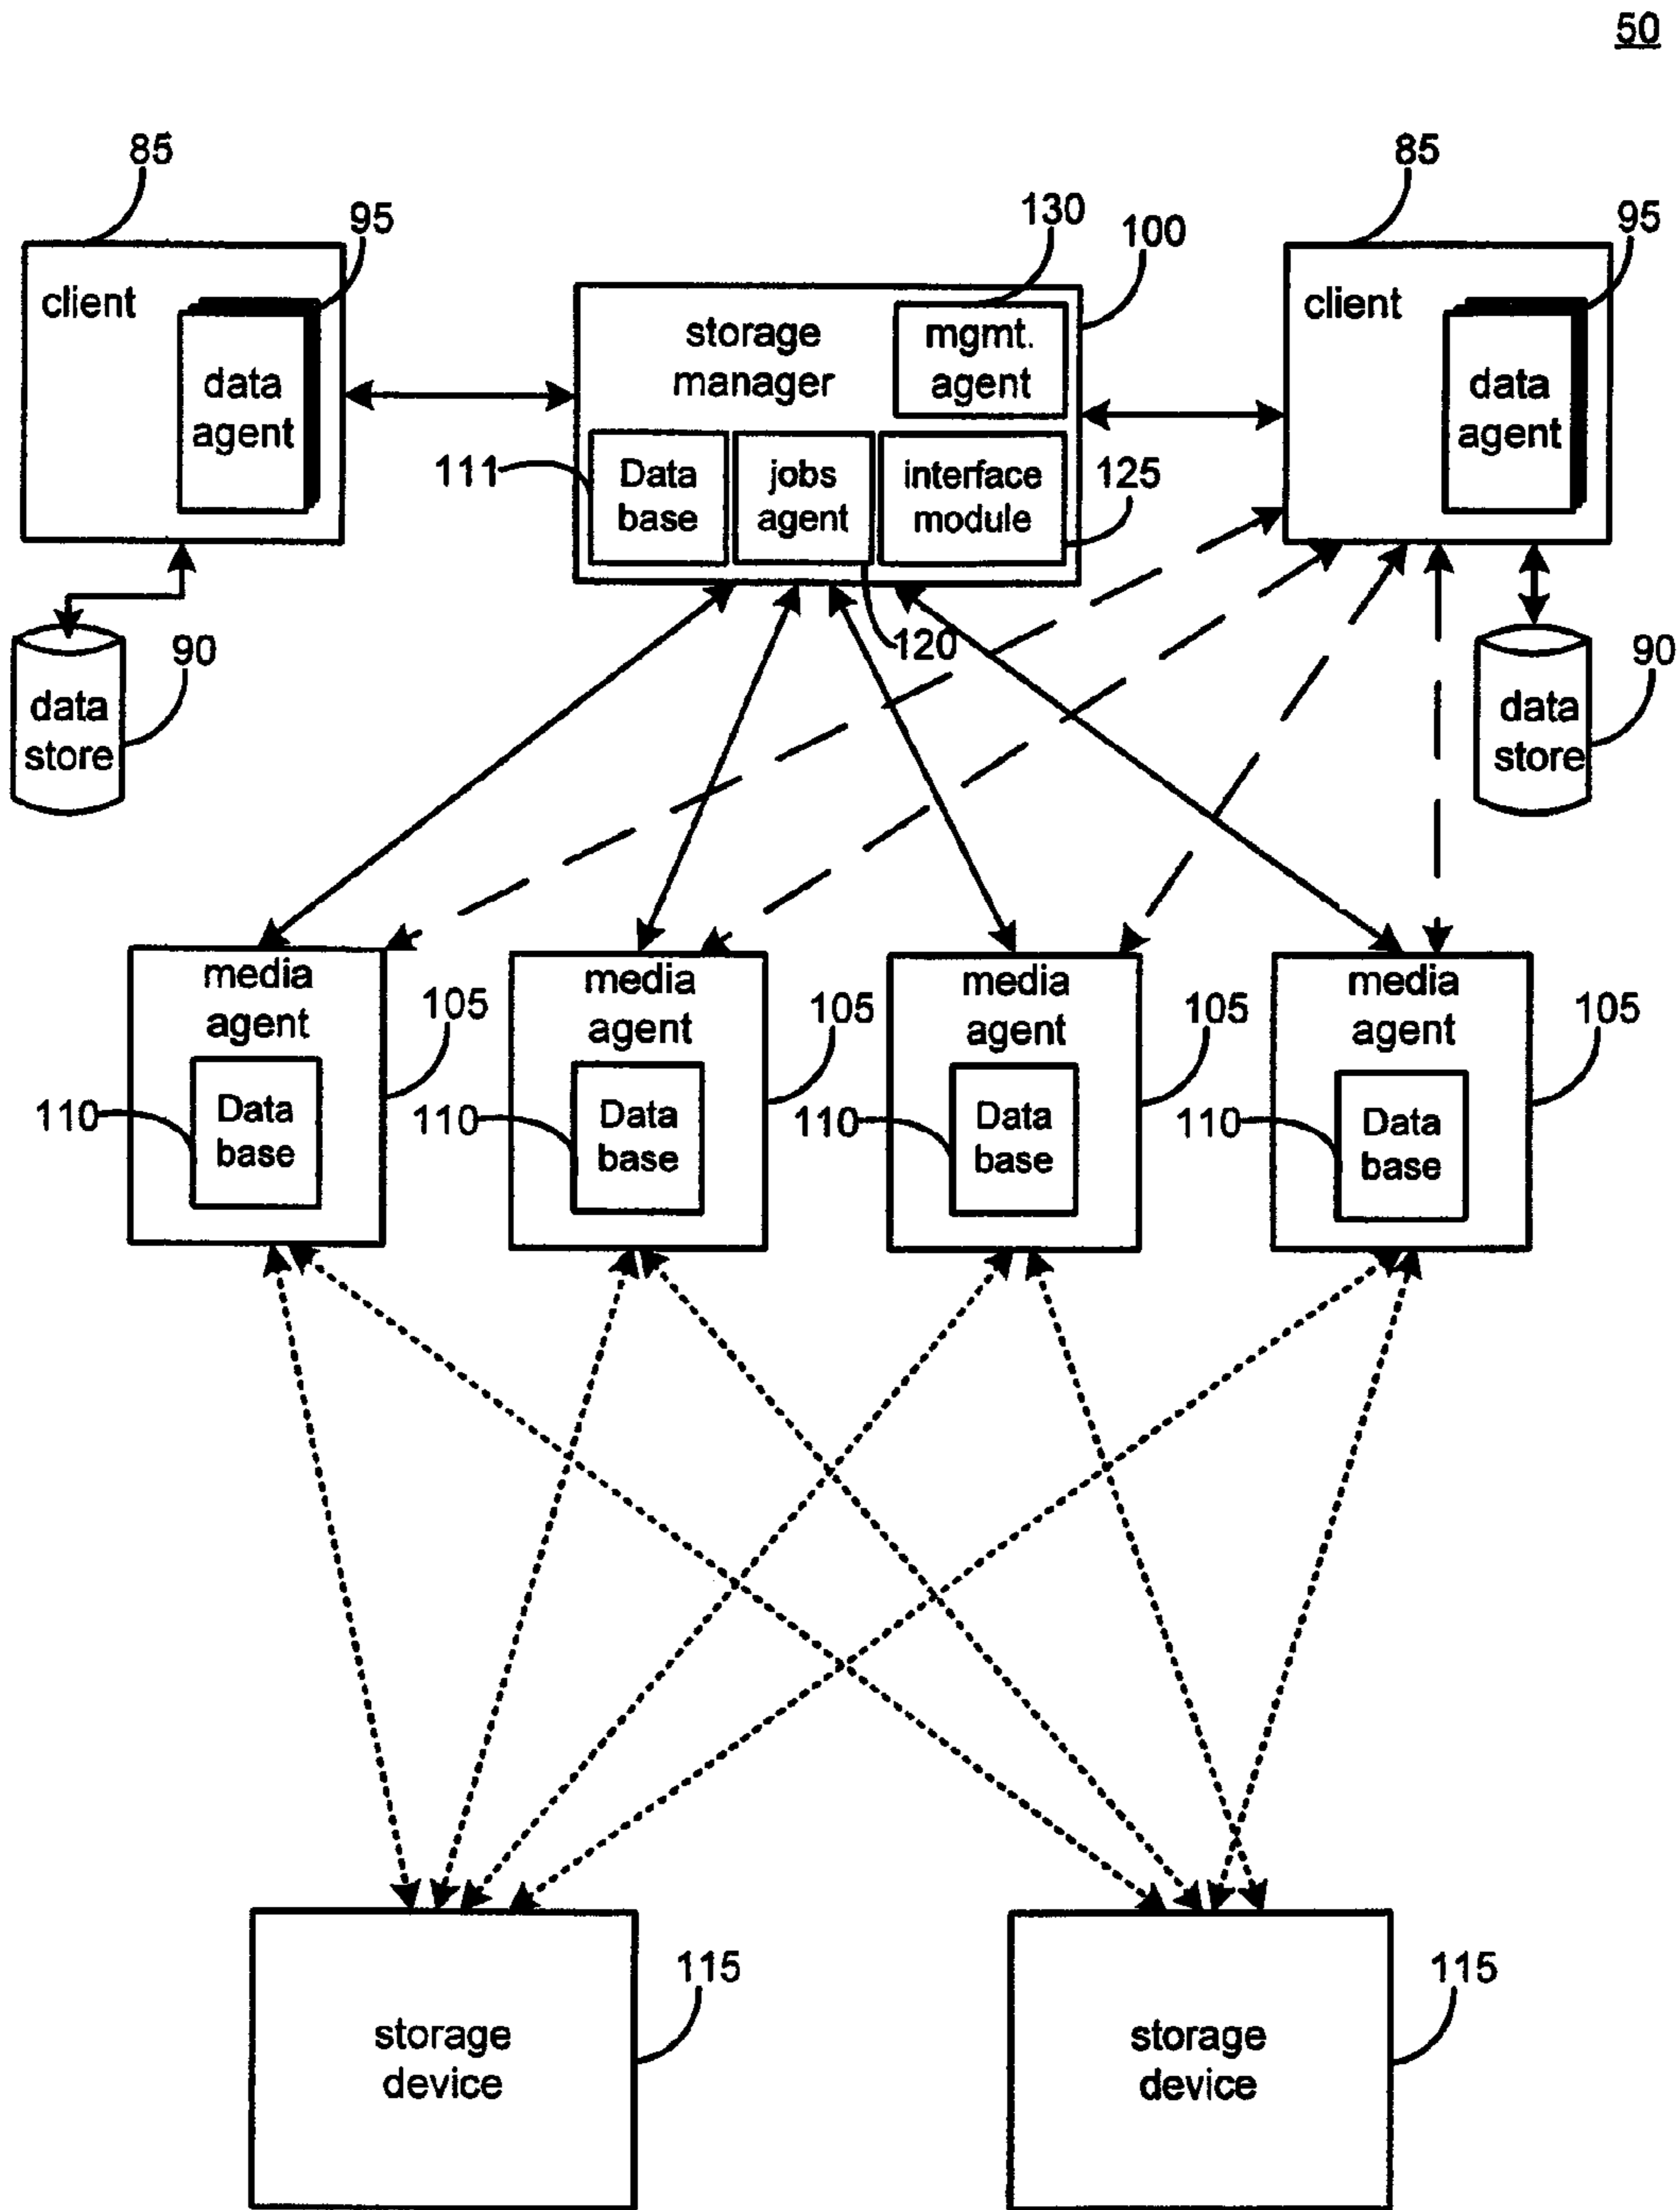 50
85
85
95
130
100
95
client
client
data
agent
storage
manager
mgmt.
agent
data
agent
111
Data
base
jobs
agent
interface
module
125
120
90
data
store
90
data
store
media
agent
105
media
agent
105
media
agent
105
media
agent
105
110
Data
base
110
Data
base
110
Data
base
110
Data
base
storage
device
115
storage
device
115